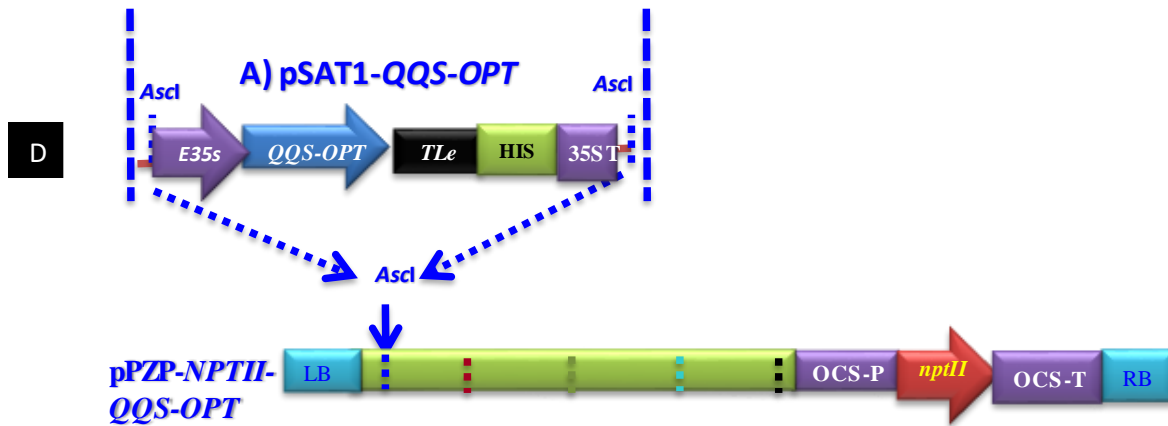 A) pSAT1-QQS-OPT
AscI
AscI
D
E35s
QQS-OPT
TLe
HIS
35ST
AscI
pPZP-NPTII-
QQS-OPT
LB
OCS-P
nptII
OCS-T
RB